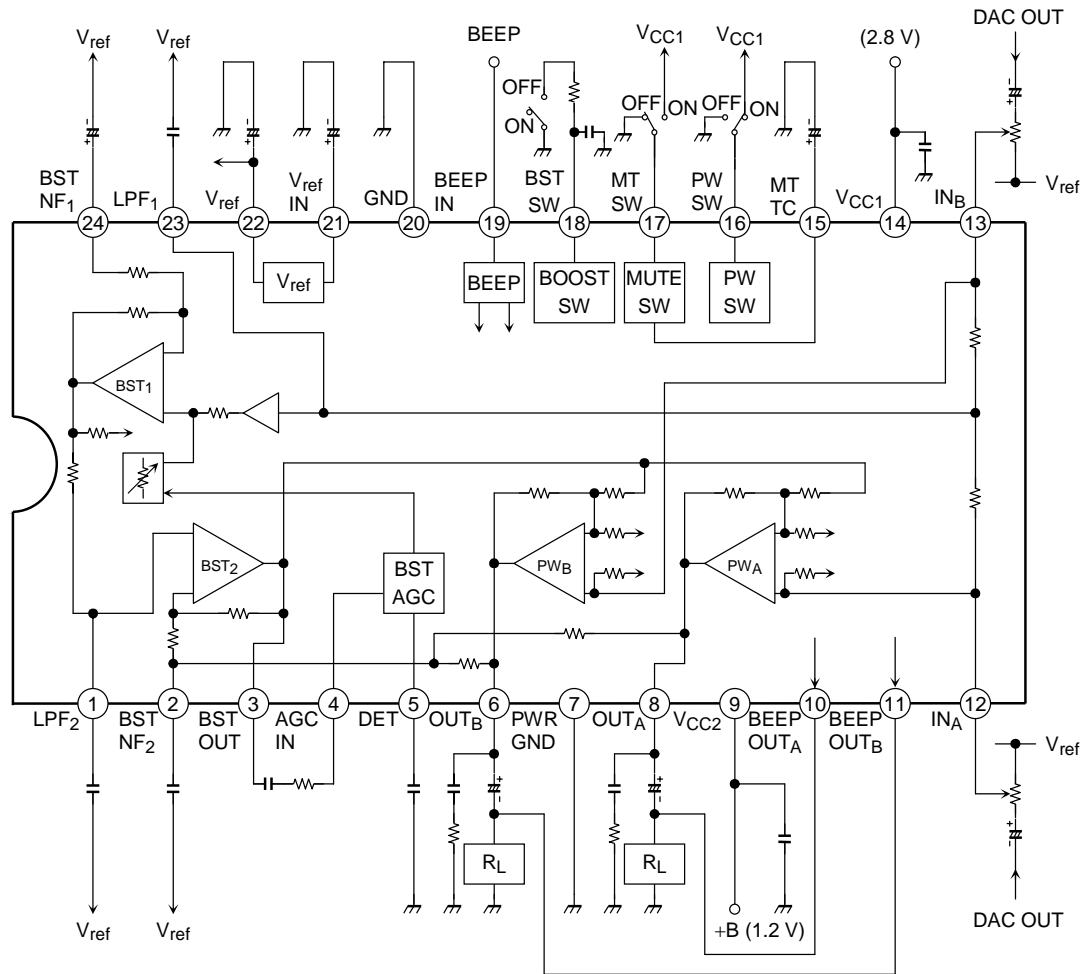 DAC OUT
Vref
Vref
BEEP
VCC1
VCC1
(2.8 V)
OFF
ON
OFF
ON
OFF
ON
Vref
BST NF1
LPF1
Vref
Vref IN
GND
BEEP IN
BST SW
MT SW
PW SW
MT TC
VCC1
INB
24
23
22
21
20
19
18
17
16
15
14
13
Vref
BEEP
BOOST SW
MUTE SW
PW SW
BST1
BST2
BST AGC
PWB
PWA
1
2
3
4
5
6
7
8
9
10
11
12
LPF2
BST NF2
BST OUT
AGC IN
DET
OUTB
PWR GND
OUTA
VCC2
BEEP OUTA
BEEP OUTB
INA
Vref
RL
RL
Vref
Vref
+B (1.2 V)
DAC OUT